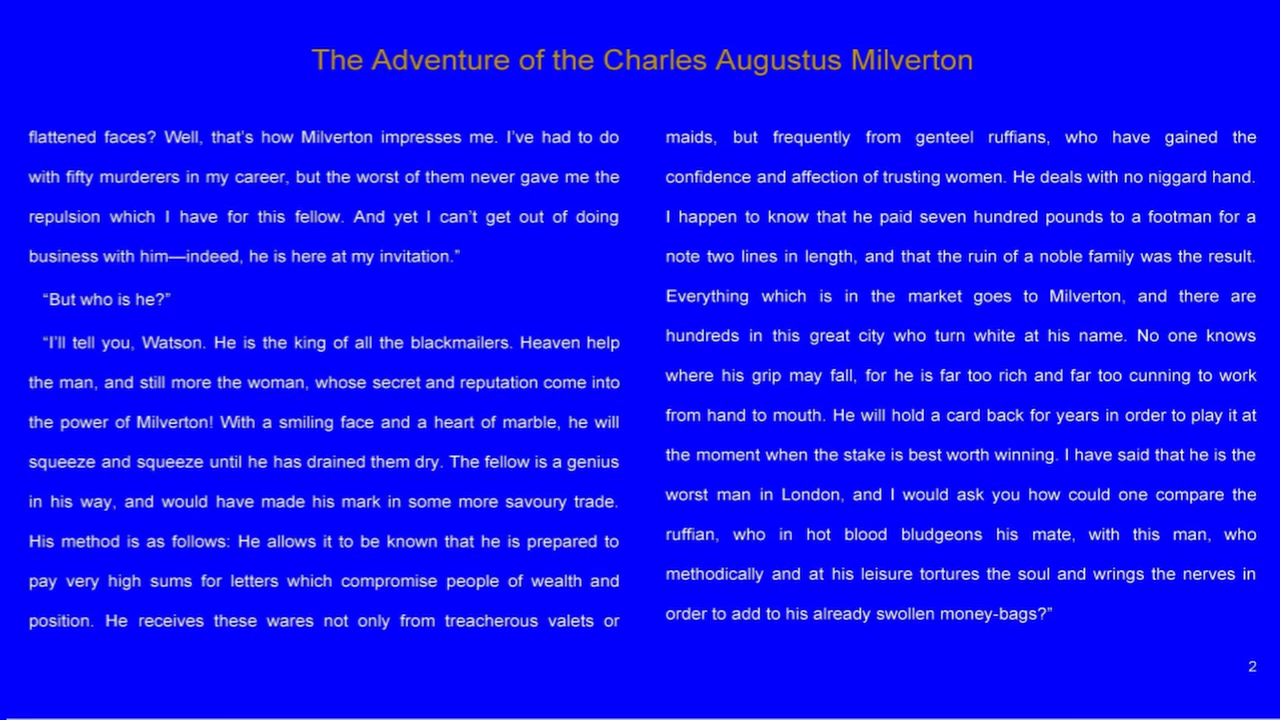 The Adventure of the Charles Augustus Milverton
flattened faces? Well, that’s how Milverton impresses me. I’ve had to do
with fifty murderers in my career, but the worst of them never gave me the
repulsion which I have for this fellow. And yet I can’t get out of doing
business with him—indeed, he is here at my invitation.”
“But who is he?”
“I’ll tell you, Watson. He is the king of all the blackmailers. Heaven help
the man, and still more the woman, whose secret and reputation come into
the power of Milverton! With a smiling face and a heart of marble, he will
squeeze and squeeze until he has drained them dry. The fellow is a genius
in his way, and would have made his mark in some more savoury trade.
His method is as follows: He allows it to be known that he is prepared to
pay very high sums for letters which compromise people of wealth and
position. He receives these wares not only from treacherous valets or
maids, but frequently from genteel ruffians, who have gained the
confidence and affection of trusting women. He deals with no niggard hand.
I happen to know that he paid seven hundred pounds to a footman for a
note two lines in length, and that the ruin of a noble family was the result.
Everything which is in the market goes to Milverton, and there are
hundreds in this great city who turn white at his name. No one knows
where his grip may fall, for he is far too rich and far too cunning to work
from hand to mouth. He will hold a card back for years in order to play it at
the moment when the stake is best worth winning. I have said that he is the
worst man in London, and I would ask you how could one compare the
ruffian, who in hot blood bludgeons his mate, with this man, who
methodically and at his leisure tortures the soul and wrings the nerves in
order to add to his already swollen money-bags?”
2